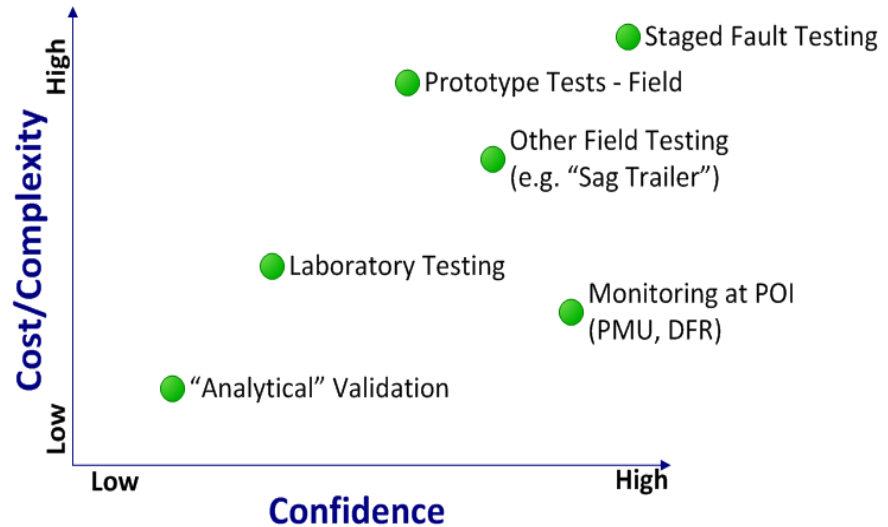 High
Cost/Complexity
Low
Staged Fault Testing
Prototype Tests - Field
Other Field Testing
(e.g. “Sag Trailer”)
Laboratory Testing
Monitoring at POI
(PMU, DFR)
“Analytical” Validation
Low
High
Confidence